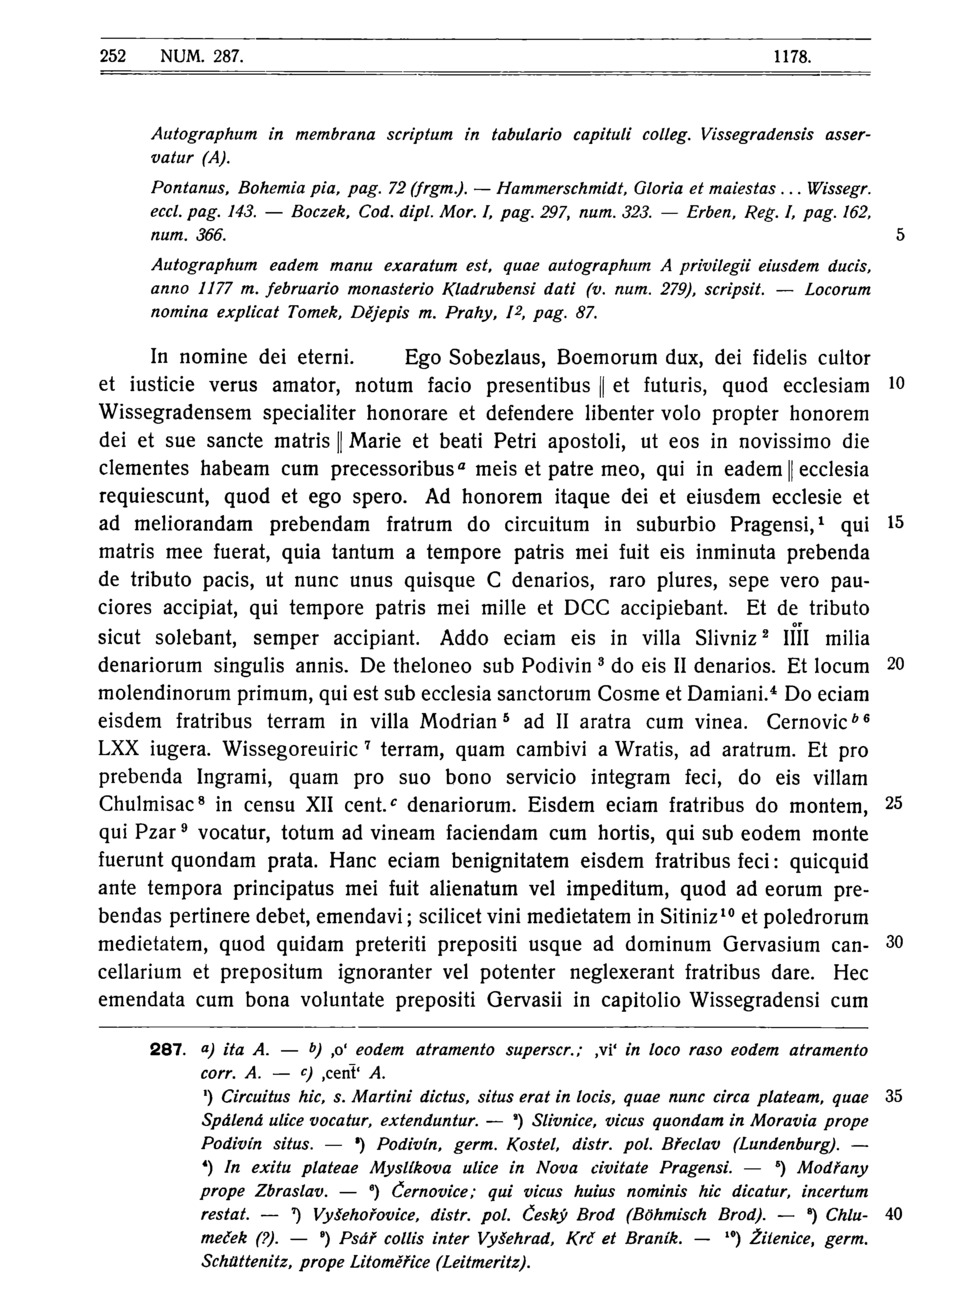 252 NUM. 287. 1178.
Autographum in membrana scriptum in tabulario capituli colleg. Vissegradensis asser-
vatur (A).
Pontanus, Bohemia pia, pag. 72 (frgm.). — Hammerschmidt, Gloria et maiestas ... Wissegr.
eccl. pag. 143. — Boczek, Cod. dipl. Mor. I, pag. 297, num. 323. — Erben, Reg. I, pag. 162,
num. 366. 5
Autographum eadem manu exaratum est, quae autographum A privilegii eiusdem ducis,
anno 1177 m. februario monasterio Kladrubensi dati (v. num. 279), scripsit. — Locorum
nomina explicat Tomek, Dějepis m. Prahy, I², pag. 87.
In nomine dei eterni. Ego Sobezlaus, Boemorum dux, dei fidelis cultor
et iusticie verus amator, notum facio presentibus || et futuris, quod ecclesiam 10
Wissegradensem specialiter honorare et defendere libenter volo propter honorem
dei et sue sancte matris || Marie et beati Petri apostoli, ut eos in novissimo die
clementes habeam cum precessoribusᵃ meis et patre meo, qui in eadem || ecclesia
requiescunt, quod et ego spero. Ad honorem itaque dei et eiusdem ecclesie et
ad meliorandam prebendam fratrum do circuitum in suburbio Pragensi,¹ qui 15
matris mee fuerat, quia tantum a tempore patris mei fuit eis inminuta prebenda
de tributo pacis, ut nunc unus quisque C denarios, raro plures, sepe vero pau-
ciores accipiat, qui tempore patris mei mille et DCC accipiebant. Et de tributo
sicut solebant, semper accipiant. Addo eciam eis in villa Slivniz² IIIIᵒʳ milia
denariorum singulis annis. De theloneo sub Podivin³ do eis II denarios. Et locum 20
molendinorum primum, qui est sub ecclesia sanctorum Cosme et Damiani.⁴ Do eciam
eisdem fratribus terram in villa Modrian⁵ ad II aratra cum vinea. Cernovicᵇ⁶
LXX iugera. Wissegoreuiric⁷ terram, quam cambivi a Wratis, ad aratrum. Et pro
prebenda Ingrami, quam pro suo bono servicio integram feci, do eis villam
Chulmisac⁸ in censu XII cent.ᶜ denariorum. Eisdem eciam fratribus do montem, 25
qui Pzar⁹ vocatur, totum ad vineam faciendam cum hortis, qui sub eodem monte
fuerunt quondam prata. Hanc eciam benignitatem eisdem fratribus feci: quicquid
ante tempora principatus mei fuit alienatum vel impeditum, quod ad eorum pre-
bendas pertinere debet, emendavi; scilicet vini medietatem in Sitiniz¹⁰ et poledrorum
medietatem, quod quidam preteriti prepositi usque ad dominum Gervasium can- 30
cellarium et prepositum ignoranter vel potenter neglexerant fratribus dare. Hec
emendata cum bona voluntate prepositi Gervasii in capitolio Wissegradensi cum
287. a) ita A. — b) ‚o‘ eodem atramento superscr.; ‚vi‘ in loco raso eodem atramento
corr. A. — c) ‚cent̄‘ A.
¹) Circuitus hic, s. Martini dictus, situs erat in locis, quae nunc circa plateam, quae 35
Spálená ulice vocatur, extenduntur. — ²) Slivnice, vicus quondam in Moravia prope
Podivín situs. — ³) Podivín, germ. Kostel, distr. pol. Břeclav (Lundenburg). —
⁴) In exitu plateae Myslíkova ulice in Nova civitate Pragensi. — ⁵) Modřany
prope Zbraslav. — ⁶) Černovice; qui vicus huius nominis hic dicatur, incertum
restat. — ⁷) Vyšehořovice, distr. pol. Český Brod (Böhmisch Brod). — ⁸) Chlu- 40
meček (?). — ⁹) Psář collis inter Vyšehrad, Krč et Braník. — ¹⁰) Žitenice, germ.
Schüttenitz, prope Litoměřice (Leitmeritz).